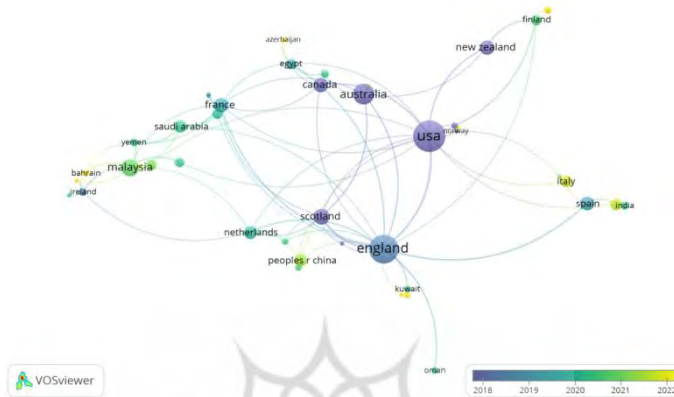 finland
azerbaijan
new zealand
egypt
canada
australia
france
saudi arabia
usa
norway
yemen
malaysia
bahrain
ireland
italy
spain
india
scotland
netherlands
england
peoples r china
kuwait
oman
VOSviewer
2018 2019 2020 2021 2022